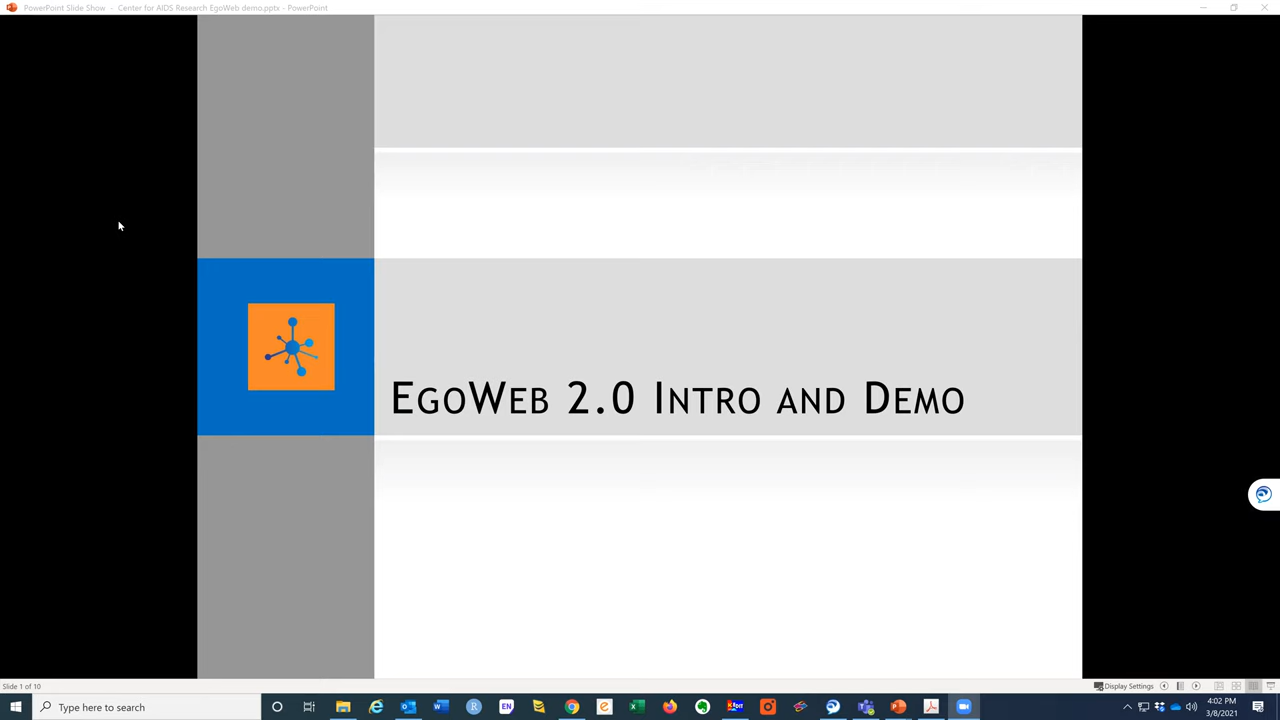 PowerPoint Slide Show - Center for AIDS Research EgoWeb demo.pptx - PowerPoint
EgoWeb 2.0 Intro and Demo
Slide 1 of 10
Display Settings
Type here to search
EN
4:02 PM
3/8/2021